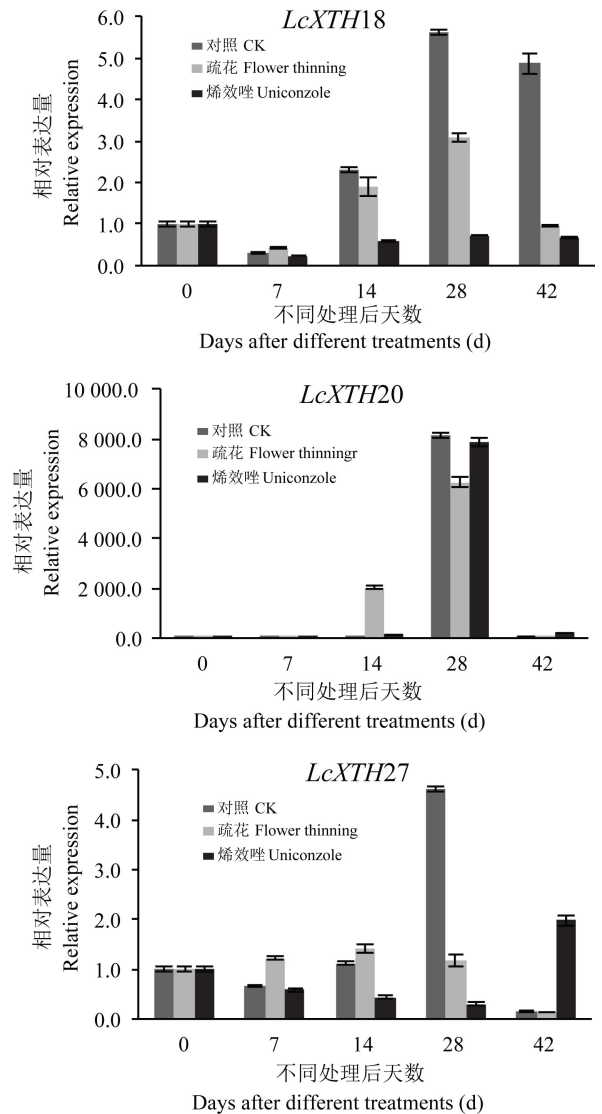 LcXTH18
对照 CK
疏花 Flower thinning
烯效唑 Uniconzole
相对表达量
Relative expression
6.0
5.0
4.0
3.0
2.0
1.0
0.0
0 7 14 28 42
不同处理后天数
Days after different treatments (d)
LcXTH20
对照 CK
疏花 Flower thinningr
烯效唑 Uniconzole
相对表达量
Relative expression
10 000.0
8 000.0
6 000.0
4 000.0
2 000.0
0.0
0 7 14 28 42
不同处理后天数
Days after different treatments (d)
LcXTH27
对照 CK
疏花 Flower thinning
烯效唑 Uniconzole
相对表达量
Relative expression
5.0
4.0
3.0
2.0
1.0
0.0
0 7 14 28 42
不同处理后天数
Days after different treatments (d)